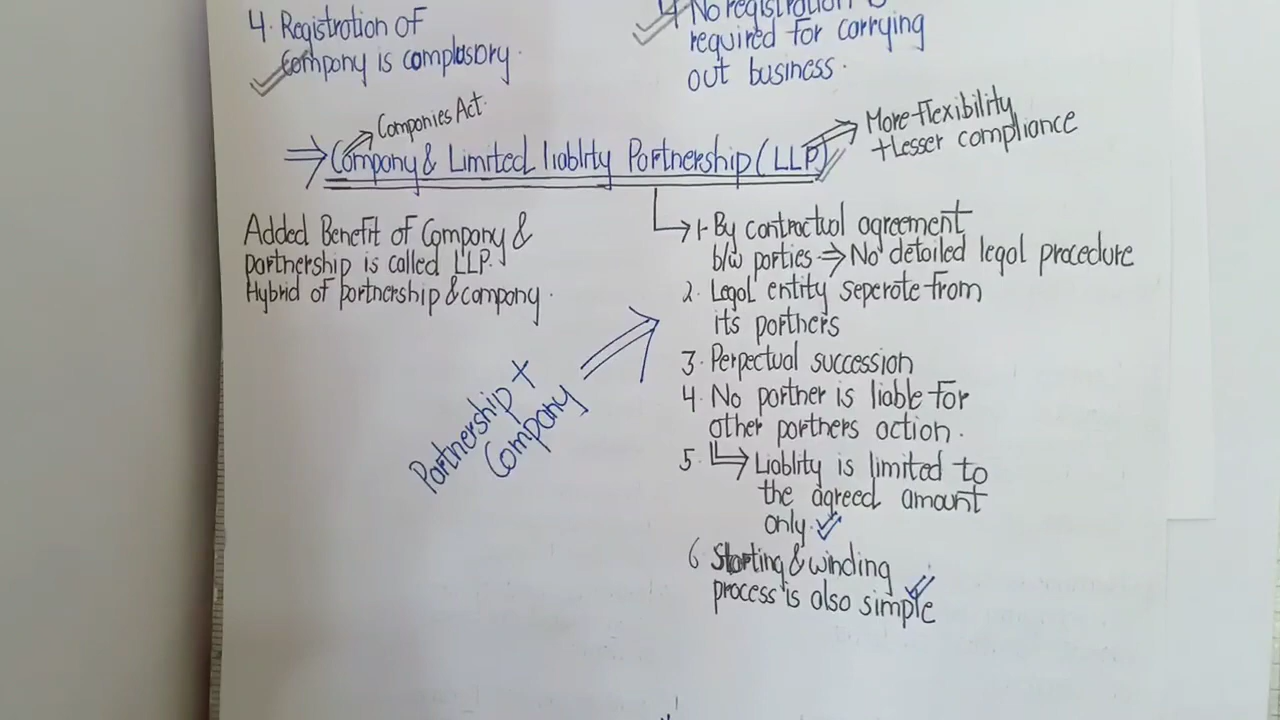 4. Registration of
Company is complasory.
4 No registration is
required for carrying
out business.
Companies Act.
Company & Limited liablity Partnership (LLP)
More flexibility
+ Lesser compliance
Added Benefit of Company &
partnership is called LLP.
Hybrid of partnership & company.
Partnership +
Company
1. By contractual agreement
b/w parties ⇒ No detailed legal procedure
2. Legal entity seperate from
its partners
3. Perpectual succession
4. No partner is liable for
other partners action.
5. Liablity is limited to
the agreed amount
only.
6 Starting & winding
process is also simple